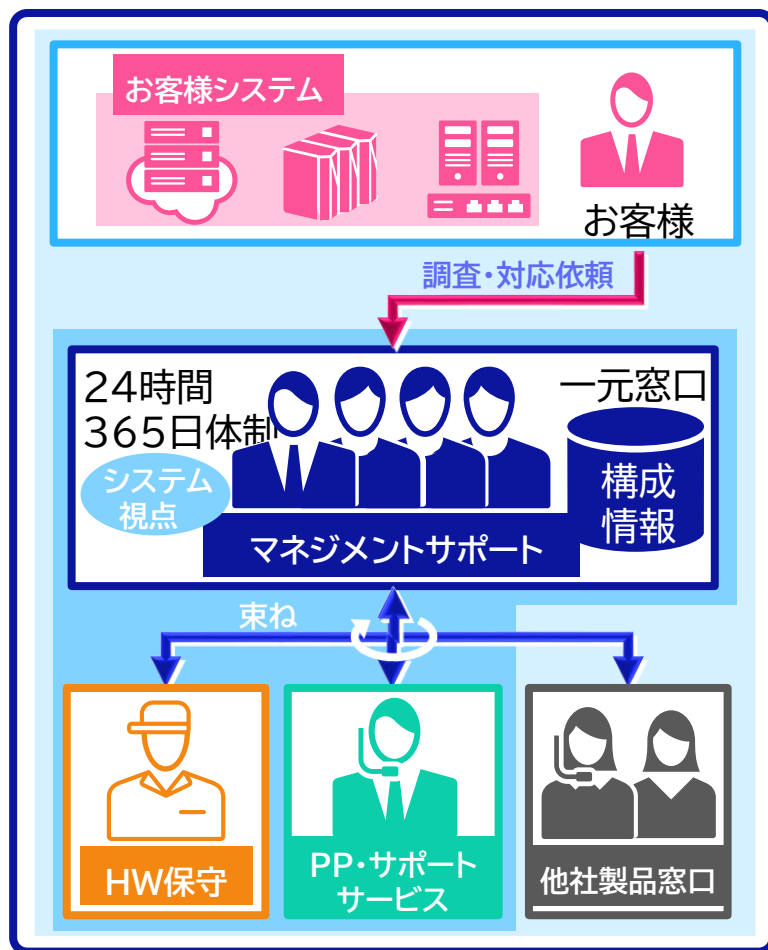 お客様システム
お客様
調査・対応依頼
24時間
365日体制
一元窓口
システム
視点
構成
情報
マネジメントサポート
束ね
HW保守
PP・サポート
サービス
他社製品窓口